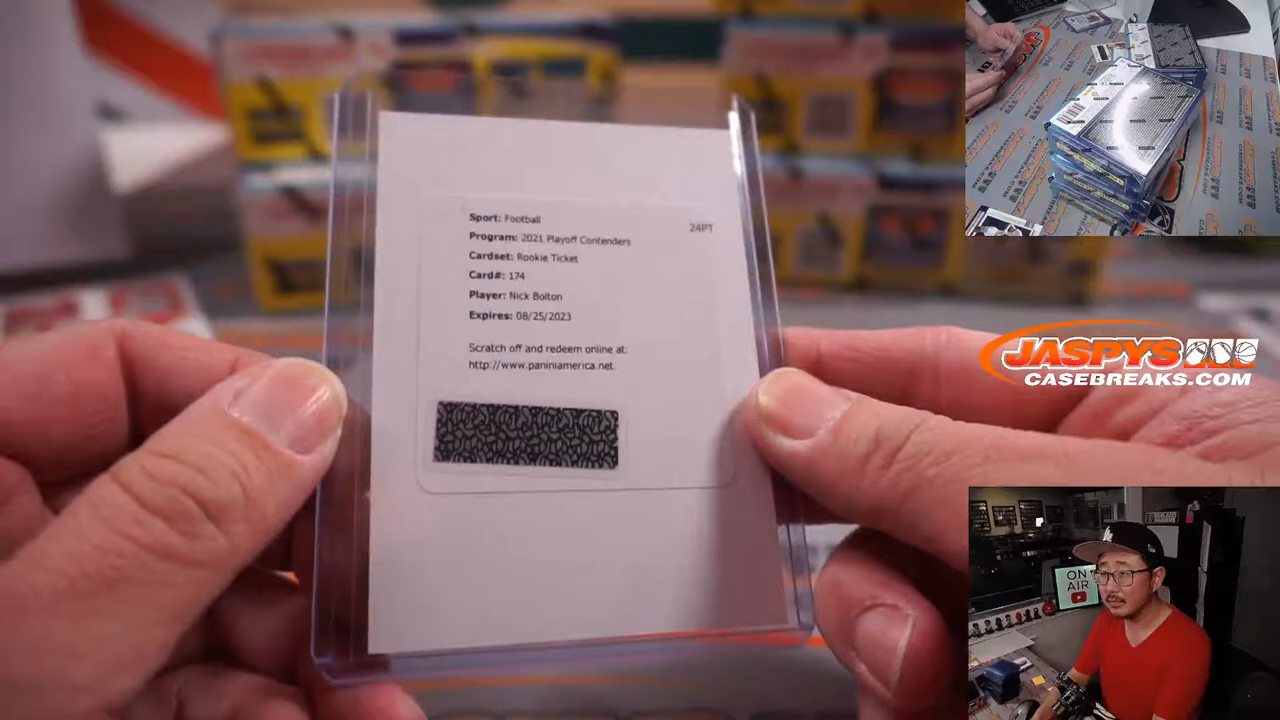 Sport: Football
24PT
Program: 2021 Playoff Contenders
Cardset: Rookie Ticket
Card#: 174
Player: Nick Bolton
Expires: 08/25/2023
Scratch off and redeem online at:
http://www.paniniamerica.net.
JASPYS
CASEBREAKS.COM
ON
AIR